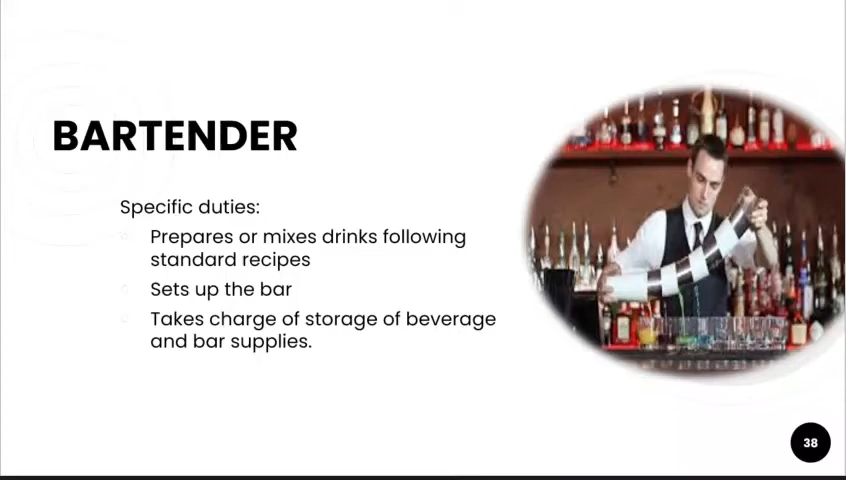 BARTENDER
Specific duties:
Prepares or mixes drinks following
standard recipes
Sets up the bar
Takes charge of storage of beverage
and bar supplies.
38